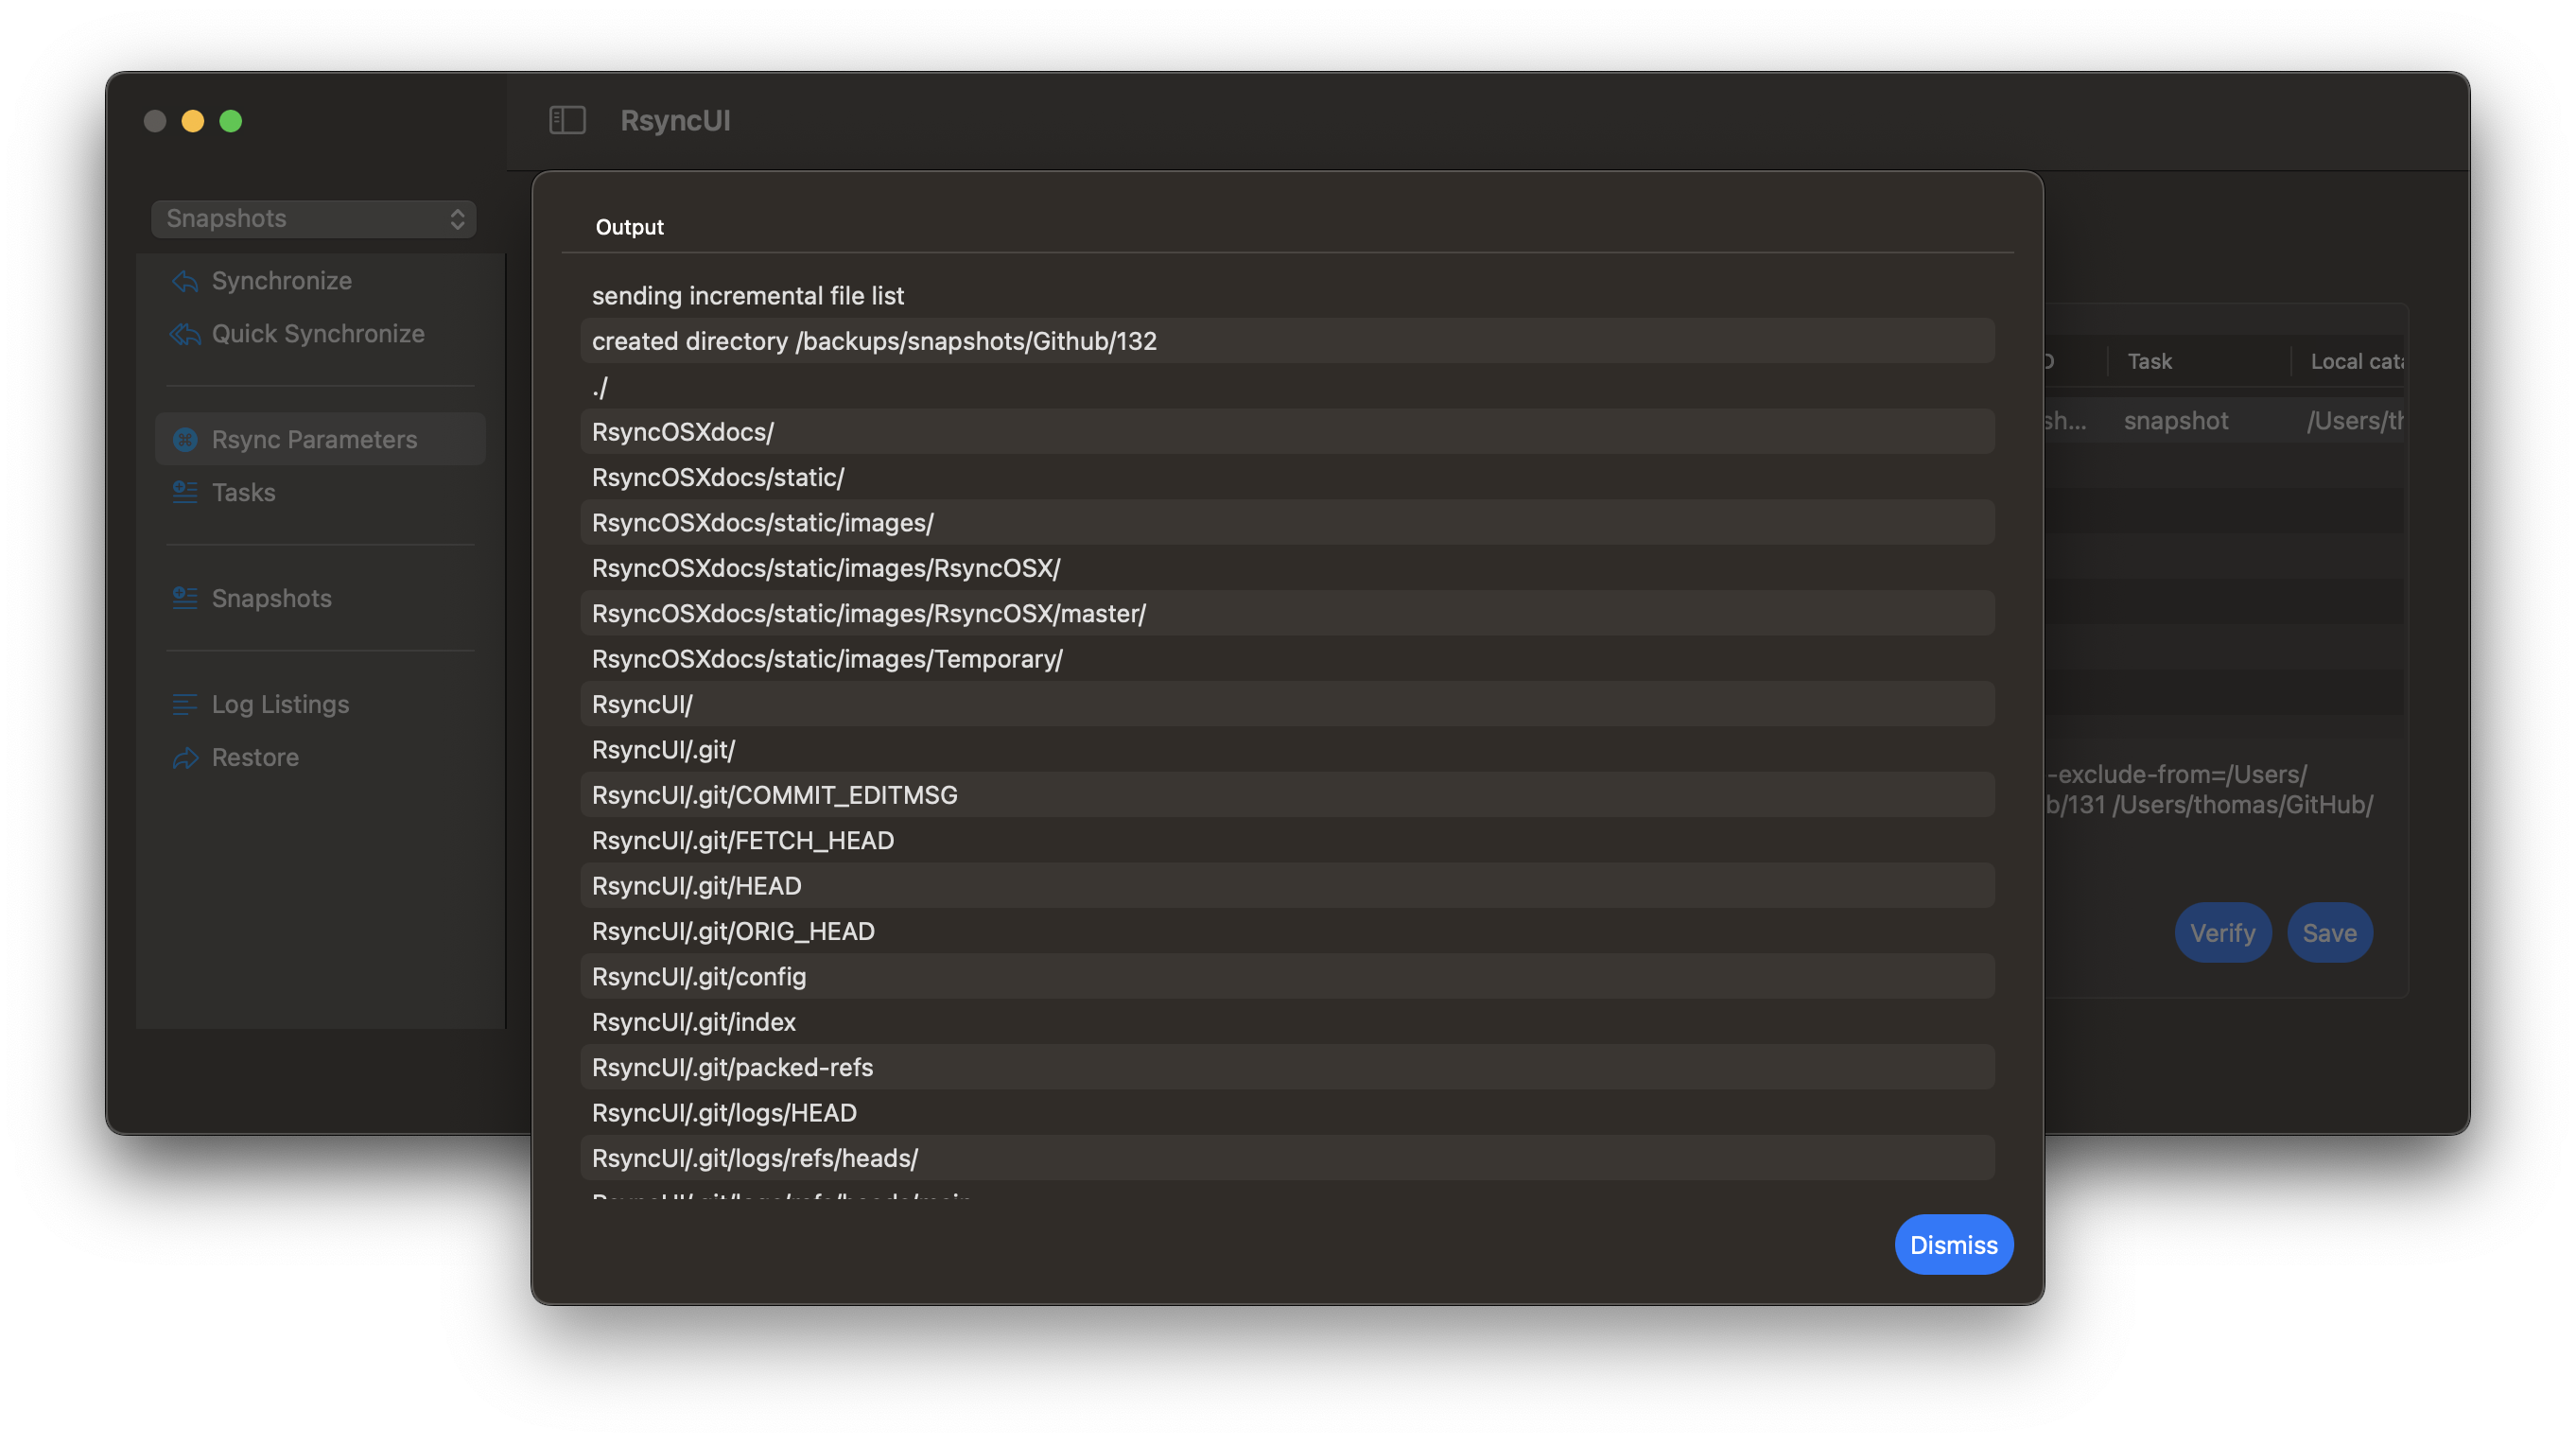 RsyncUI
Snapshots
Synchronize
Quick Synchronize
Rsync Parameters
Tasks
Snapshots
Log Listings
Restore
Output
sending incremental file list
created directory /backups/snapshots/Github/132
./
RsyncOSXdocs/
RsyncOSXdocs/static/
RsyncOSXdocs/static/images/
RsyncOSXdocs/static/images/RsyncOSX/
RsyncOSXdocs/static/images/RsyncOSX/master/
RsyncOSXdocs/static/images/Temporary/
RsyncUI/
RsyncUI/.git/
RsyncUI/.git/COMMIT_EDITMSG
RsyncUI/.git/FETCH_HEAD
RsyncUI/.git/HEAD
RsyncUI/.git/ORIG_HEAD
RsyncUI/.git/config
RsyncUI/.git/index
RsyncUI/.git/packed-refs
RsyncUI/.git/logs/HEAD
RsyncUI/.git/logs/refs/heads/
Dismiss
Task
Local cata
sh...
snapshot
/Users/th
-exclude-from=/Users/
b/131 /Users/thomas/GitHub/
Verify
Save